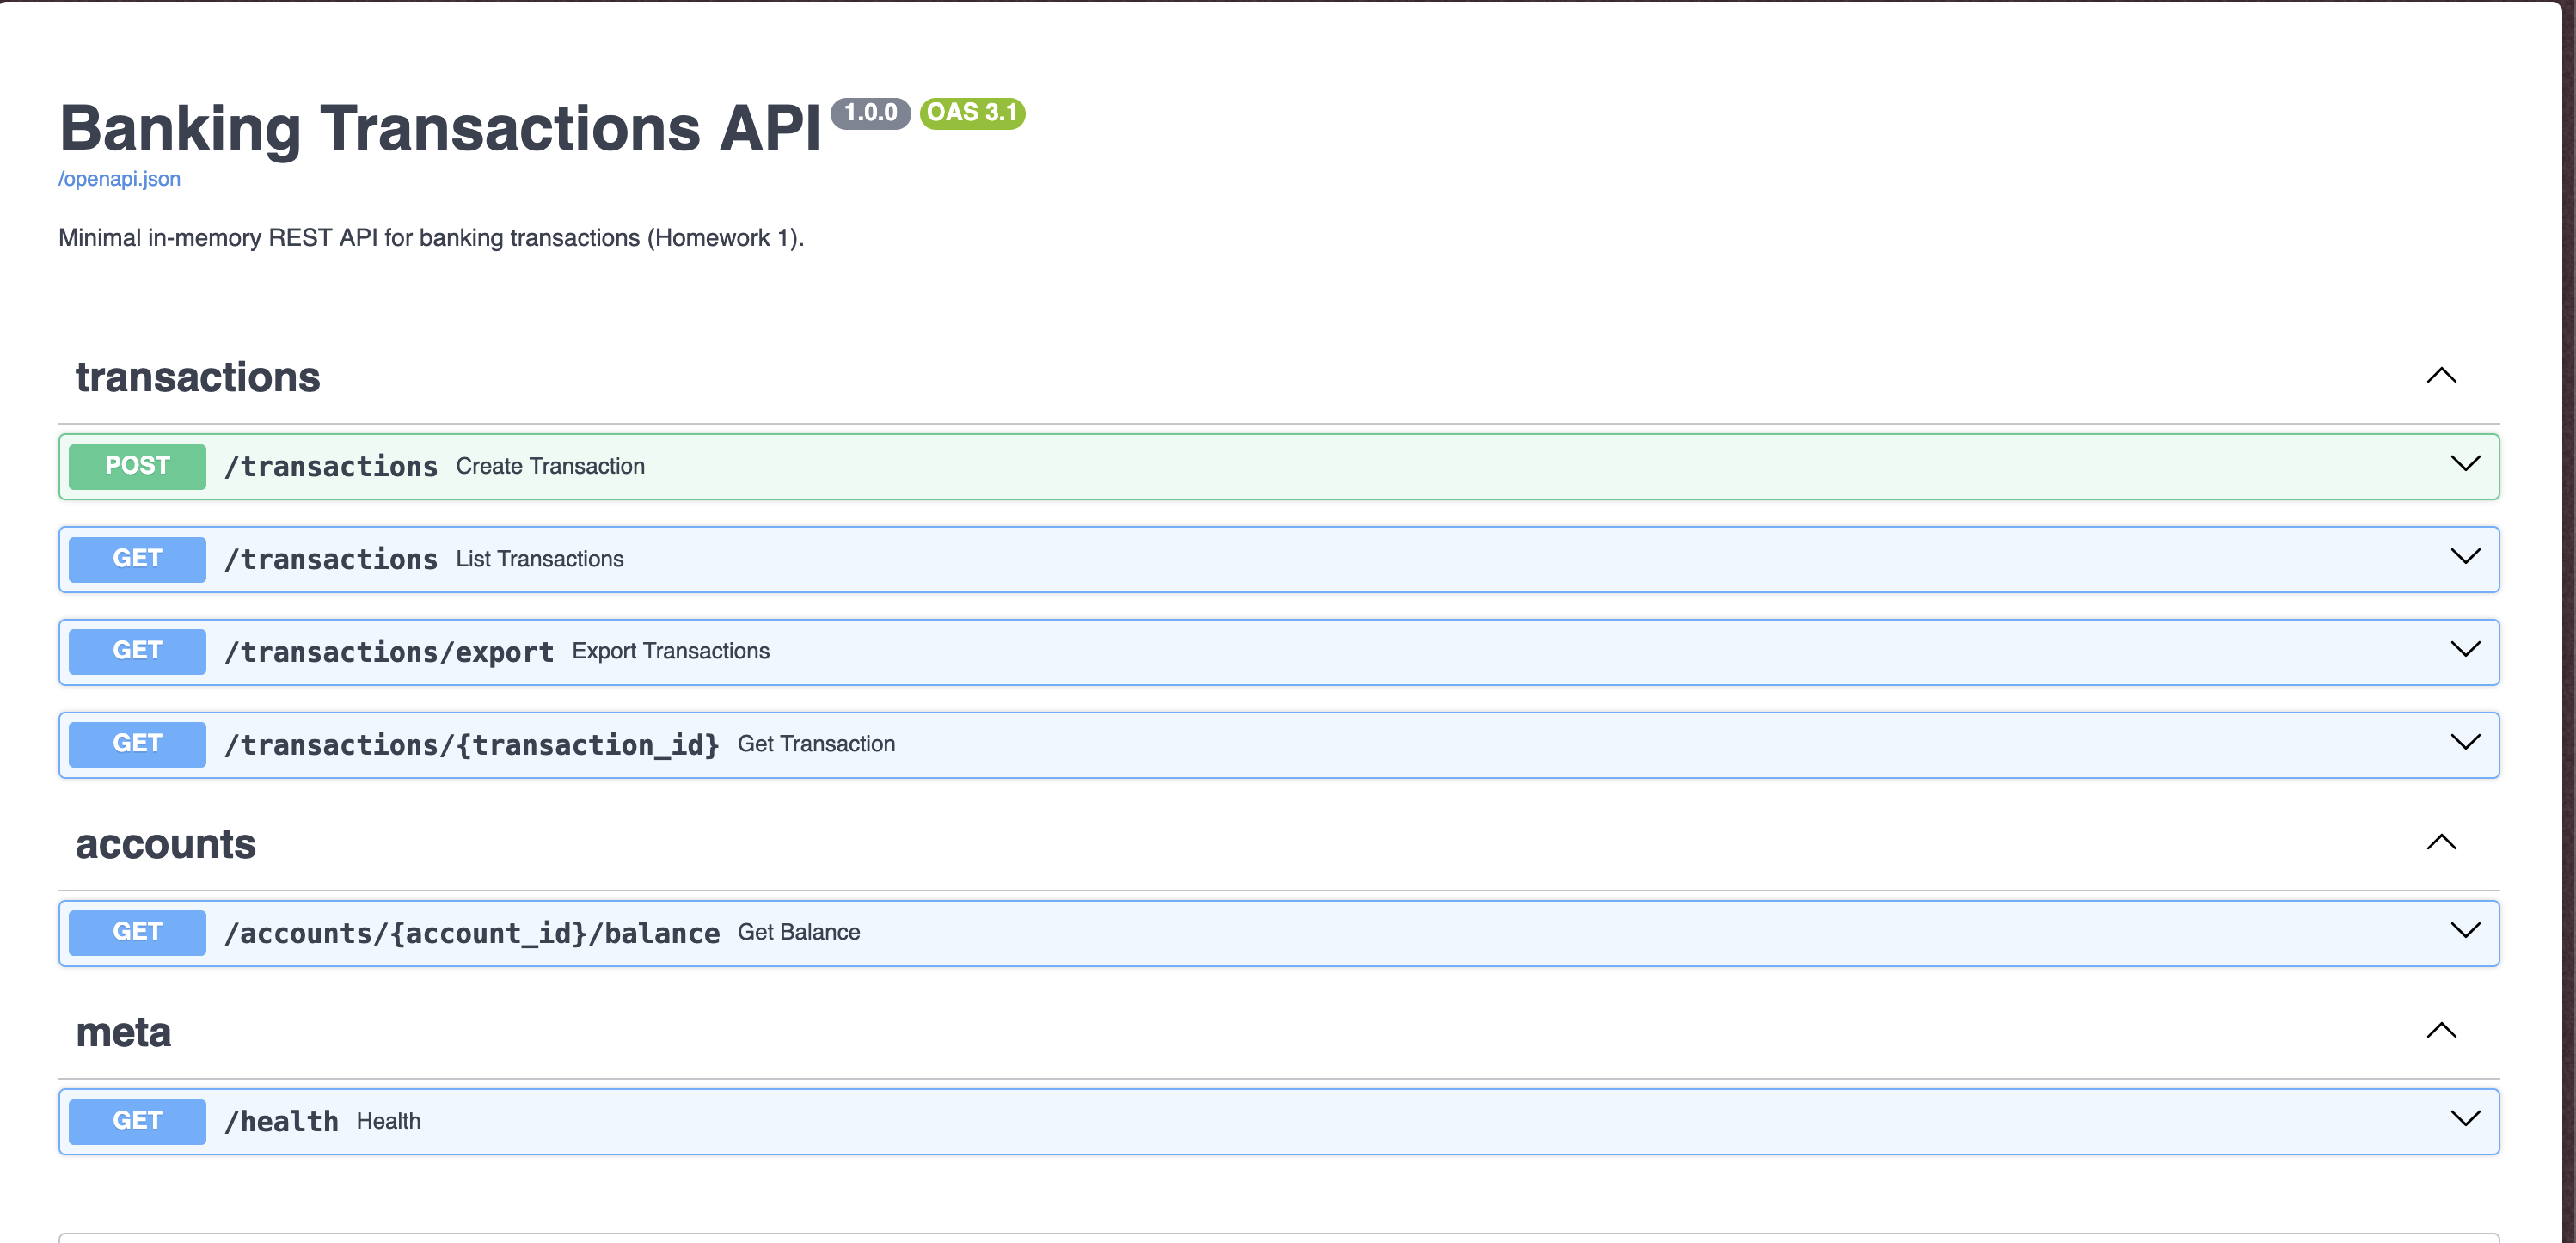 Banking Transactions API 1.0.0 OAS 3.1
/openapi.json
Minimal in-memory REST API for banking transactions (Homework 1).
transactions
POST /transactions Create Transaction
GET /transactions List Transactions
GET /transactions/export Export Transactions
GET /transactions/{transaction_id} Get Transaction
accounts
GET /accounts/{account_id}/balance Get Balance
meta
GET /health Health